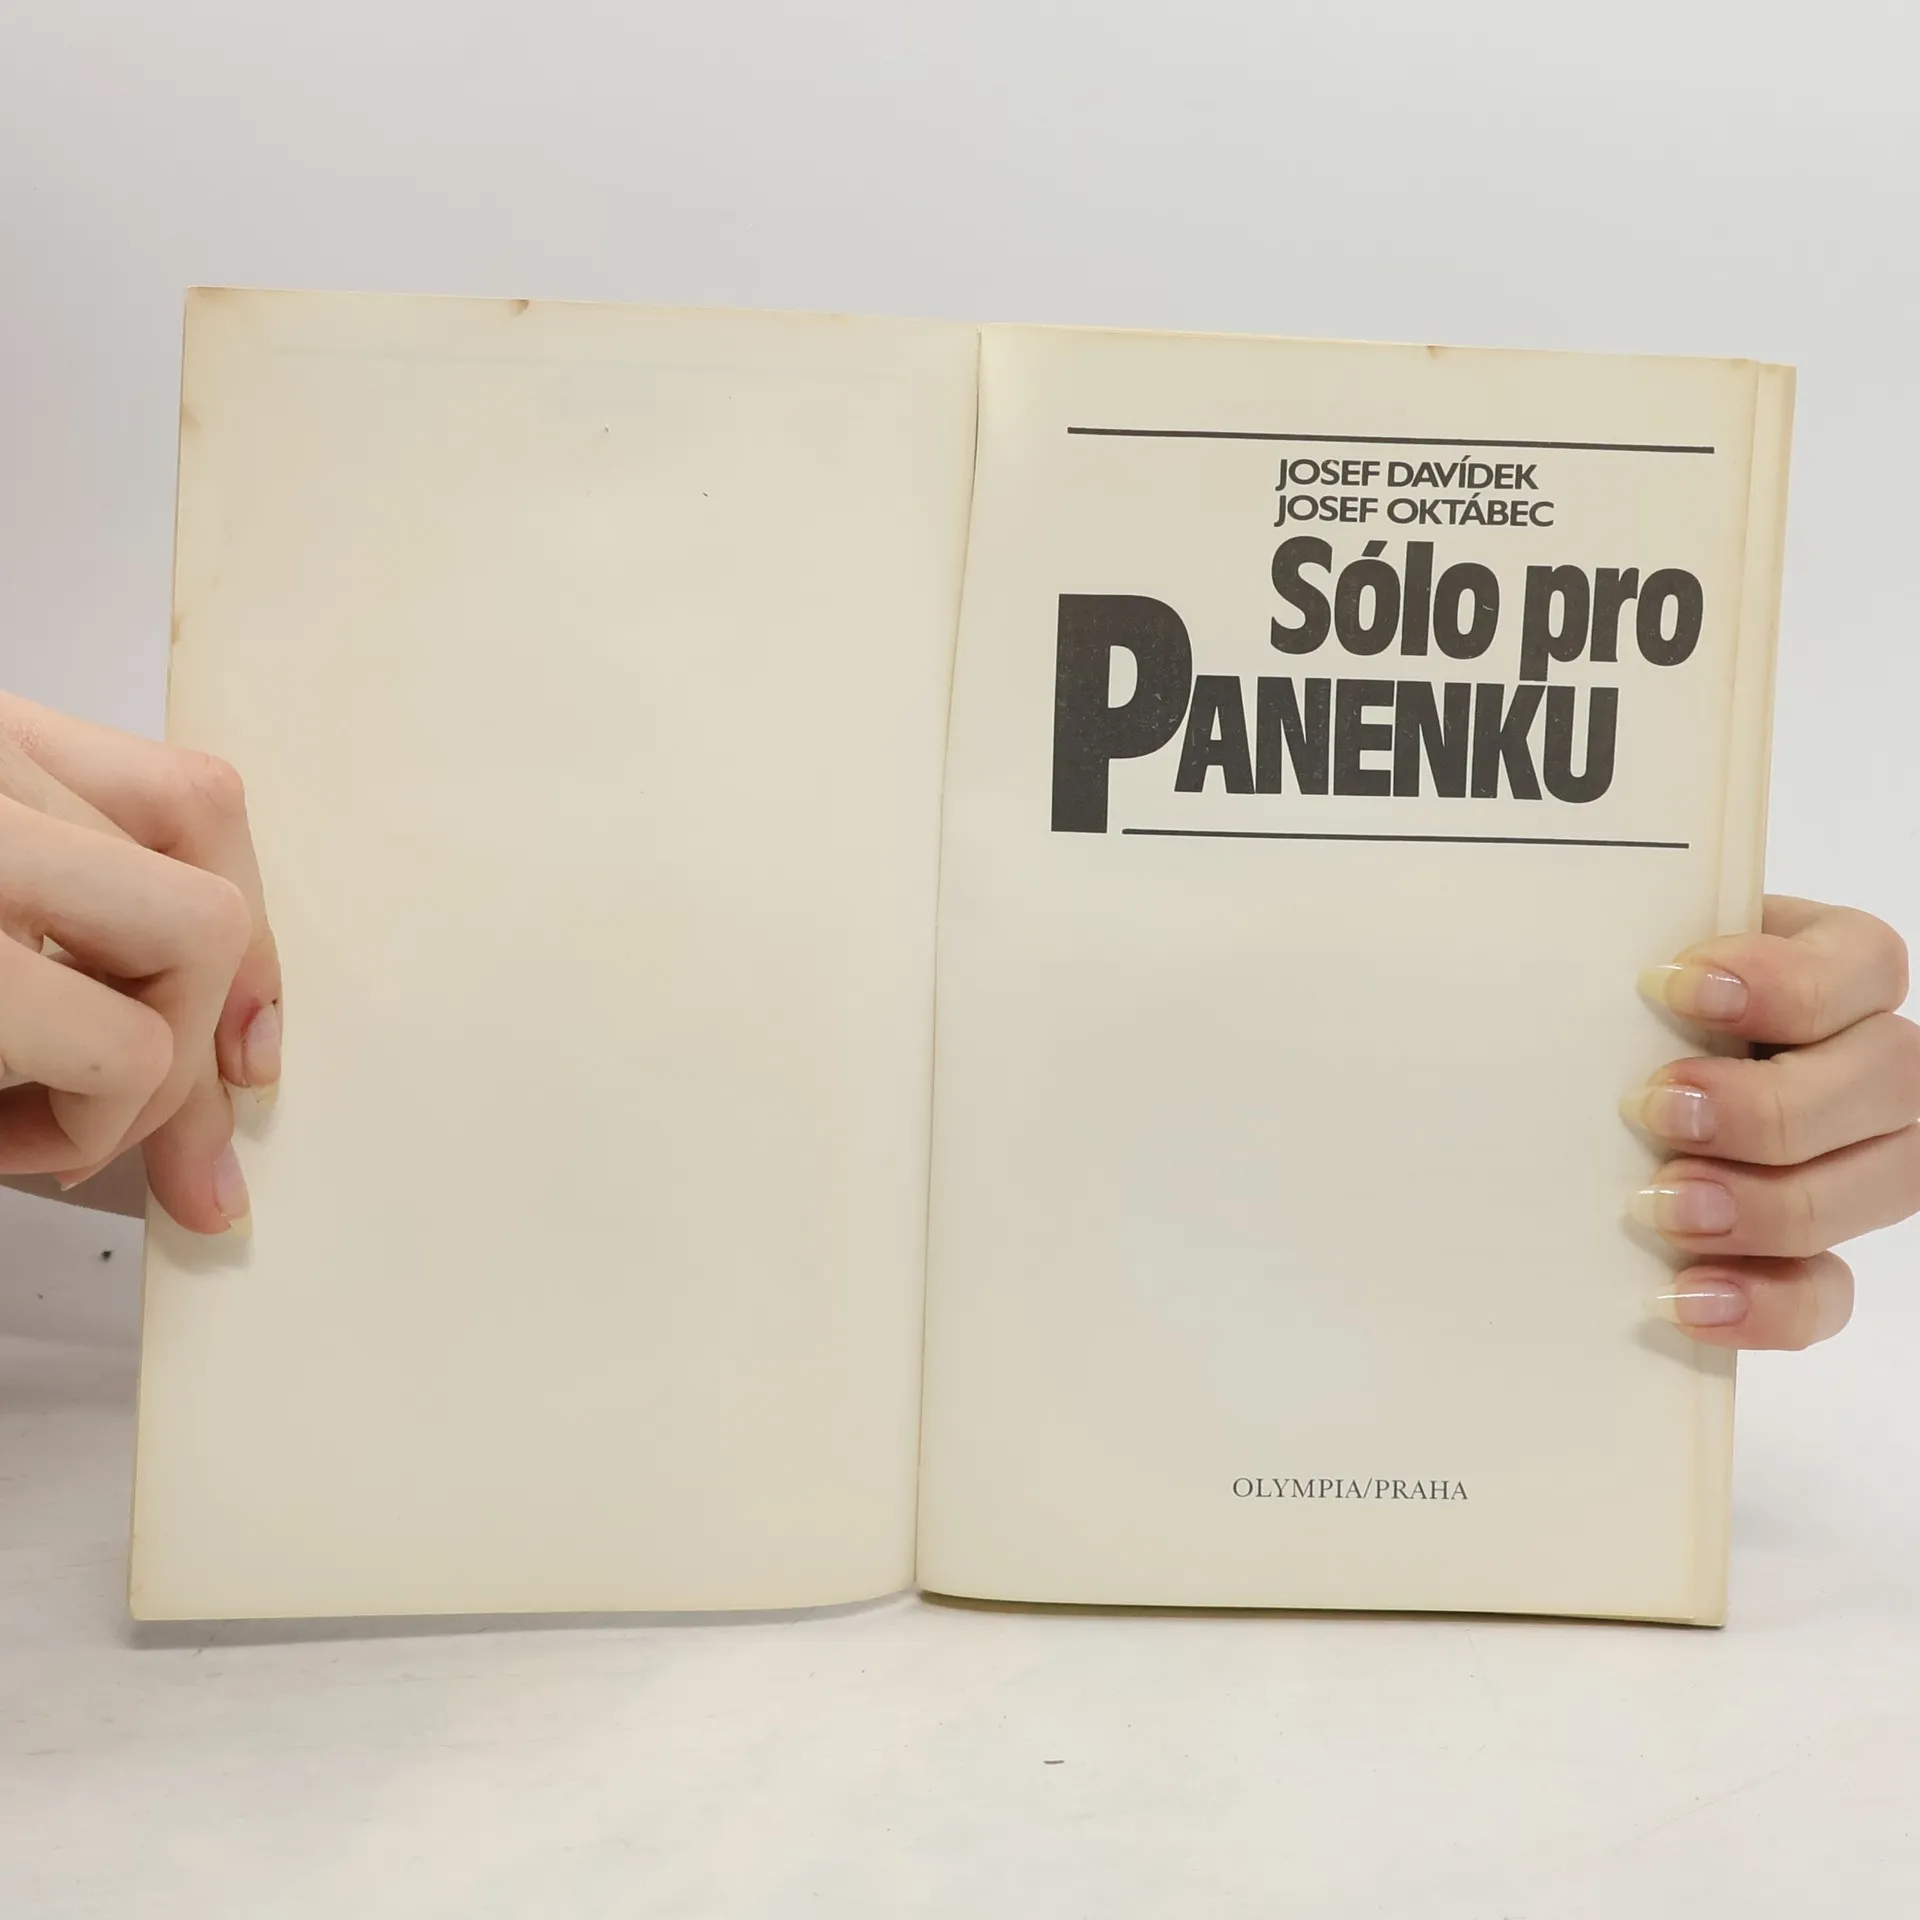 JOSEF DAVÍDEK
JOSEF OKTÁBEC
Sólo pro
PANENKU
OLYMPIA/PRAHA